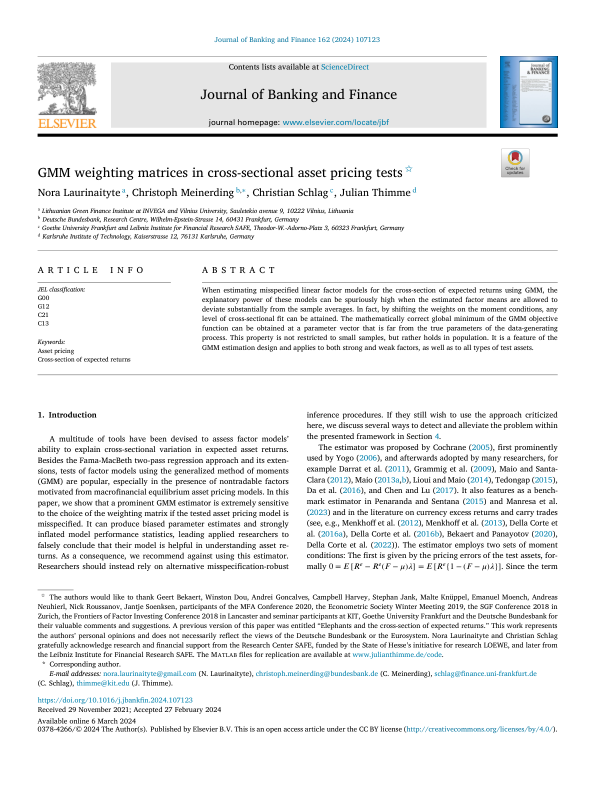 Journal of Banking and Finance 162 (2024) 107123
Contents lists available at ScienceDirect
Journal of Banking and Finance
journal homepage: www.elsevier.com/locate/jbf
ELSEVIER
Journal of
BANKING
& FINANCE
Check for
updates
GMM weighting matrices in cross-sectional asset pricing tests ☆
Nora Laurinaityte a, Christoph Meinerding b,*, Christian Schlag c, Julian Thimme d
a Lithuanian Green Finance Institute at INVEGA and Vilnius University, Sauletekio avenue 9, 10222 Vilnius, Lithuania
b Deutsche Bundesbank, Research Centre, Wilhelm-Epstein-Strasse 14, 60431 Frankfurt, Germany
c Goethe University Frankfurt and Leibniz Institute for Financial Research SAFE, Theodor-W.-Adorno-Platz 3, 60323 Frankfurt, Germany
d Karlsruhe Institute of Technology, Kaiserstrasse 12, 76131 Karlsruhe, Germany
ARTICLE INFO
JEL classification:
G00
G12
C21
C13
Keywords:
Asset pricing
Cross-section of expected returns
ABSTRACT
When estimating misspecified linear factor models for the cross-section of expected returns using GMM, the
explanatory power of these models can be spuriously high when the estimated factor means are allowed to
deviate substantially from the sample averages. In fact, by shifting the weights on the moment conditions, any
level of cross-sectional fit can be attained. The mathematically correct global minimum of the GMM objective
function can be obtained at a parameter vector that is far from the true parameters of the data-generating
process. This property is not restricted to small samples, but rather holds in population. It is a feature of the
GMM estimation design and applies to both strong and weak factors, as well as to all types of test assets.
1. Introduction
A multitude of tools have been devised to assess factor models'
ability to explain cross-sectional variation in expected asset returns.
Besides the Fama-MacBeth two-pass regression approach and its exten-
sions, tests of factor models using the generalized method of moments
(GMM) are popular, especially in the presence of nontradable factors
motivated from macrofinancial equilibrium asset pricing models. In this
paper, we show that a prominent GMM estimator is extremely sensitive
to the choice of the weighting matrix if the tested asset pricing model is
misspecified. It can produce biased parameter estimates and strongly
inflated model performance statistics, leading applied researchers to
falsely conclude that their model is helpful in understanding asset re-
turns. As a consequence, we recommend against using this estimator.
Researchers should instead rely on alternative misspecification-robust
inference procedures. If they still wish to use the approach criticized
here, we discuss several ways to detect and alleviate the problem within
the presented framework in Section 4.
The estimator was proposed by Cochrane (2005), first prominently
used by Yogo (2006), and afterwards adopted by many researchers, for
example Darrat et al. (2011), Grammig et al. (2009), Maio and Santa-
Clara (2012), Maio (2013a,b), Lioui and Maio (2014), Tedongap (2015),
Da et al. (2016), and Chen and Lu (2017). It also features as a bench-
mark estimator in Penaranda and Sentana (2015) and Manresa et al.
(2023) and in the literature on currency excess returns and carry trades
(see, e.g., Menkhoff et al. (2012), Menkhoff et al. (2013), Della Corte et
al. (2016a), Della Corte et al. (2016b), Bekaert and Panayotov (2020),
Della Corte et al. (2022)). The estimator employs two sets of moment
conditions: The first is given by the pricing errors of the test assets, for-
mally 0 = E[Rᵉ − Rᵉ(F − μ)λ] = E[Rᵉ[1 − (F − μ)λ]]. Since the term
☆ The authors would like to thank Geert Bekaert, Winston Dou, Andrei Goncalves, Campbell Harvey, Stephan Jank, Malte Knüppel, Emanuel Moench, Andreas
Neuhierl, Nick Roussanov, Jantje Soenksen, participants of the MFA Conference 2020, the Econometric Society Winter Meeting 2019, the SGF Conference 2018 in
Zurich, the Frontiers of Factor Investing Conference 2018 in Lancaster and seminar participants at KIT, Goethe University Frankfurt and the Deutsche Bundesbank for
their valuable comments and suggestions. A previous version of this paper was entitled “Elephants and the cross-section of expected returns.” This work represents
the authors' personal opinions and does not necessarily reflect the views of the Deutsche Bundesbank or the Eurosystem. Nora Laurinaityte and Christian Schlag
gratefully acknowledge research and financial support from the Research Center SAFE, funded by the State of Hesse's initiative for research LOEWE, and later from
the Leibniz Institute for Financial Research SAFE. The MATLAB files for replication are available at www.julianthimme.de/code.
* Corresponding author.
E-mail addresses: nora.laurinaityte@gmail.com (N. Laurinaityte), christoph.meinerding@bundesbank.de (C. Meinerding), schlag@finance.uni-frankfurt.de
(C. Schlag), thimme@kit.edu (J. Thimme).
https://doi.org/10.1016/j.jbankfin.2024.107123
Received 29 November 2021; Accepted 27 February 2024
Available online 6 March 2024
0378-4266/© 2024 The Author(s). Published by Elsevier B.V. This is an open access article under the CC BY license (http://creativecommons.org/licenses/by/4.0/).